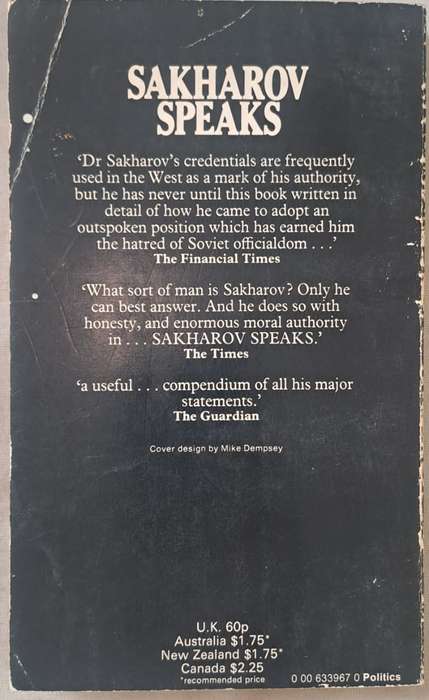 SAKHAROV
SPEAKS
‘Dr Sakharov’s credentials are frequently
used in the West as a mark of his authority,
but he has never until this book written in
detail of how he came to adopt an
outspoken position which has earned him
the hatred of Soviet officialdom . . .’
The Financial Times
‘What sort of man is Sakharov? Only he
can best answer. And he does so with
honesty, and enormous moral authority
in . . . SAKHAROV SPEAKS.’
The Times
‘a useful . . . compendium of all his major
statements.’
The Guardian
Cover design by Mike Dempsey
U.K. 60p
Australia $1.75*
New Zealand $1.75*
Canada $2.25
*recommended price
0 00 633967 0 Politics